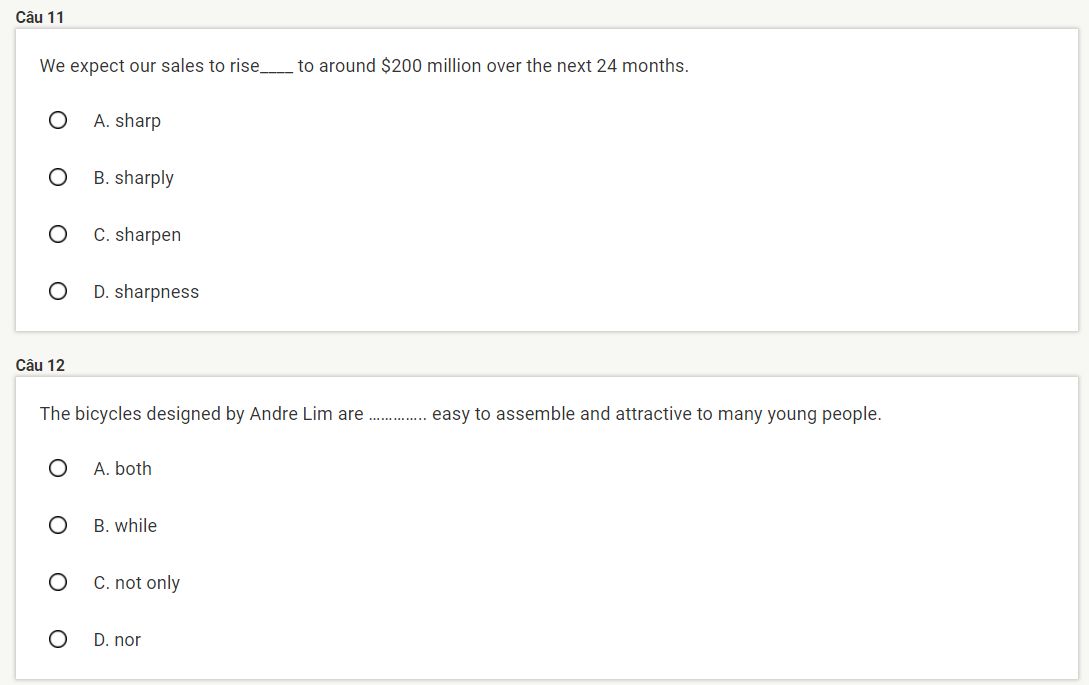 Câu 11
We expect our sales to rise____ to around $200 million over the next 24 months.
A. sharp
B. sharply
C. sharpen
D. sharpness
Câu 12
The bicycles designed by Andre Lim are ………….. easy to assemble and attractive to many young people.
A. both
B. while
C. not only
D. nor